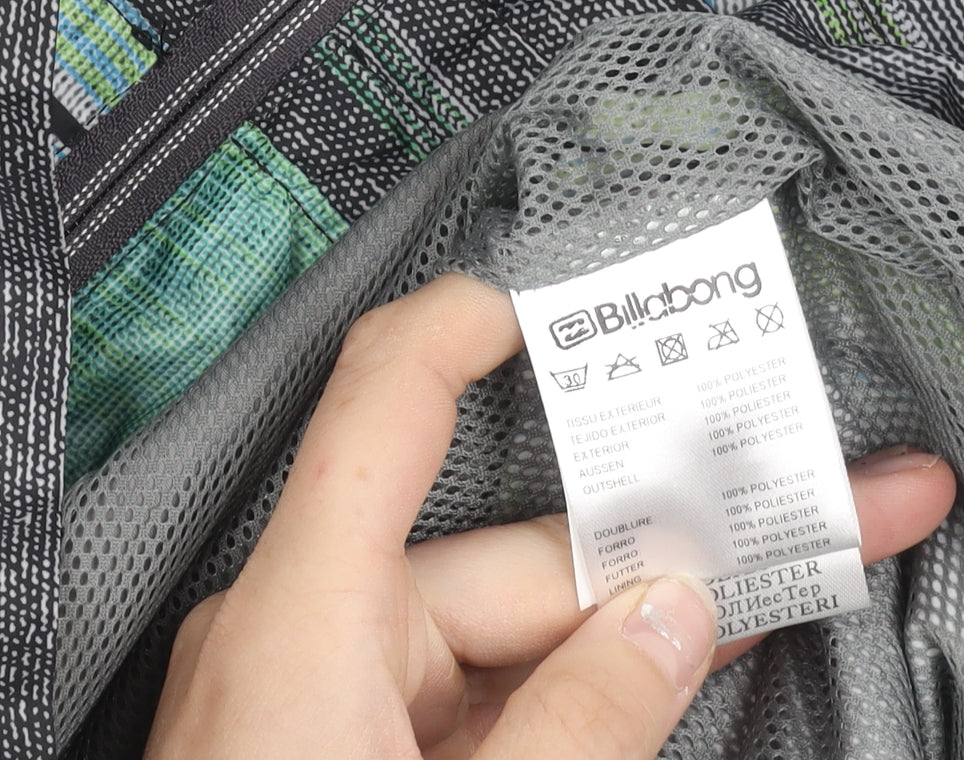 Billabong
30
TISSU EXTERIEUR 100% POLYESTER
TEJIDO EXTERIOR 100% POLIESTER
EXTERIOR 100% POLIESTER
AUSSEN 100% POLYESTER
OUTSHELL 100% POLYESTER
DOUBLURE 100% POLYESTER
FORRO 100% POLIESTER
FORRO 100% POLIESTER
FUTTER 100% POLYESTER
LINING 100% POLYESTER
OLIESTER
ОЛИесТер
OLYESTERI